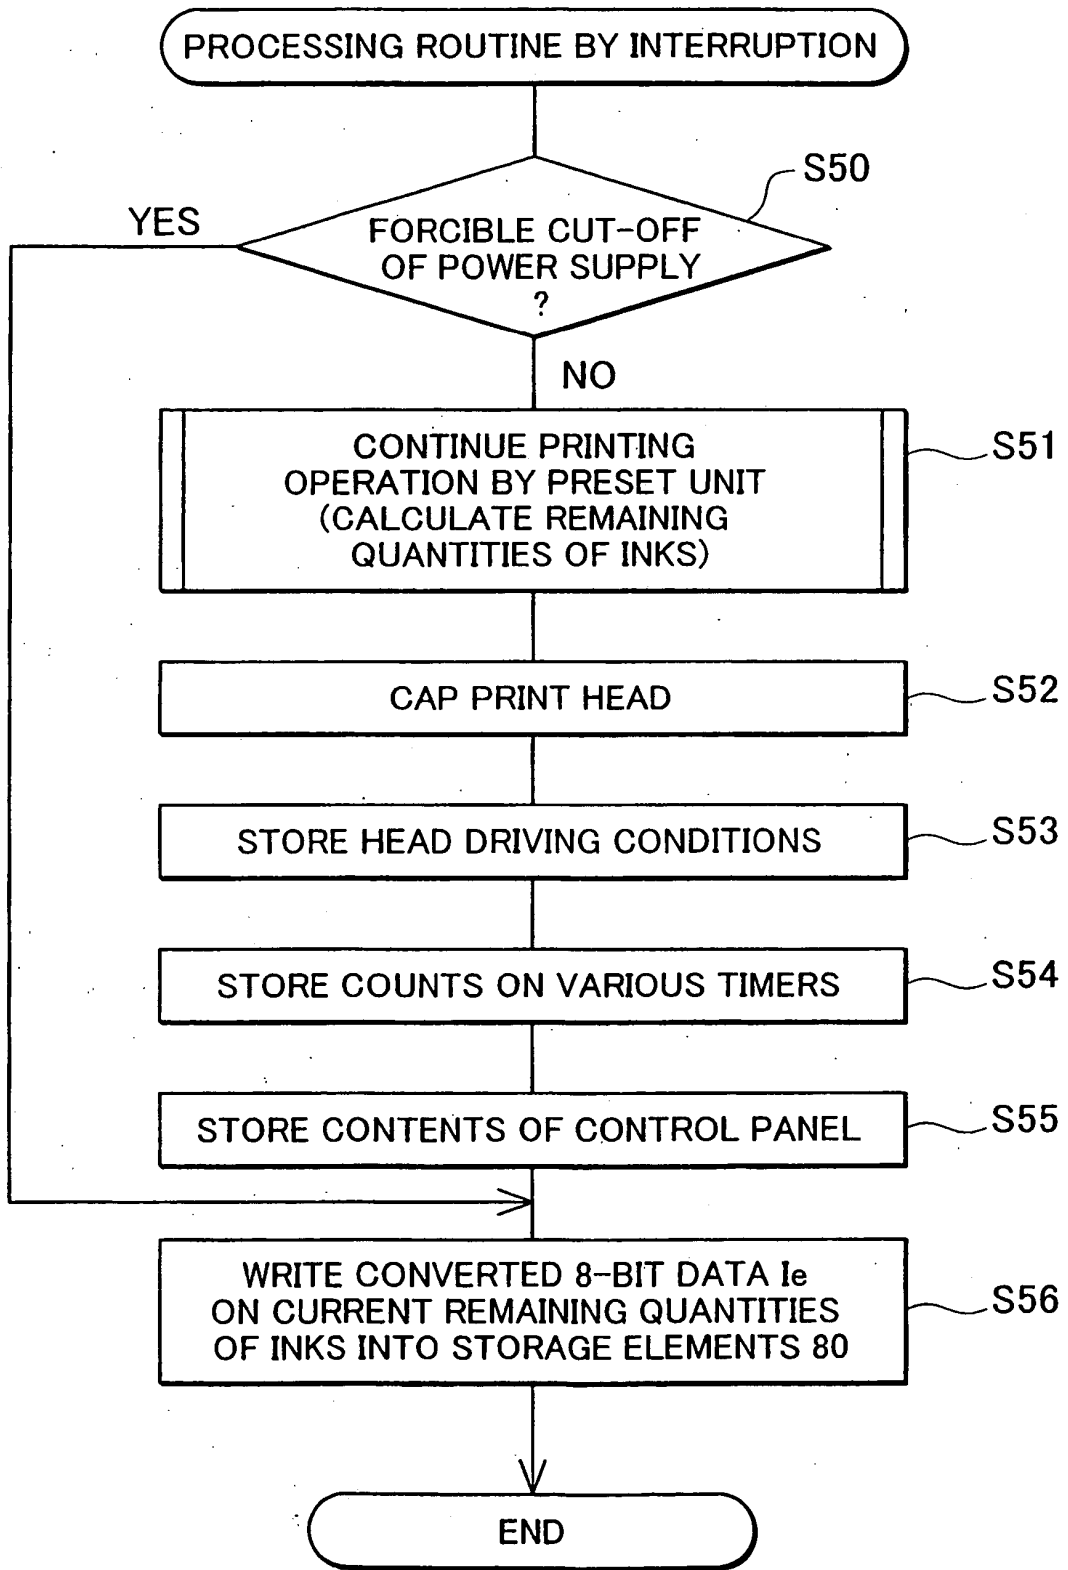 PROCESSING ROUTINE BY INTERRUPTION
S50
YES
FORCIBLE CUT-OFF
OF POWER SUPPLY
?
NO
CONTINUE PRINTING
OPERATION BY PRESET UNIT
(CALCULATE REMAINING
QUANTITIES OF INKS)
S51
CAP PRINT HEAD
S52
STORE HEAD DRIVING CONDITIONS
S53
STORE COUNTS ON VARIOUS TIMERS
S54
STORE CONTENTS OF CONTROL PANEL
S55
WRITE CONVERTED 8-BIT DATA Ie
ON CURRENT REMAINING QUANTITIES
OF INKS INTO STORAGE ELEMENTS 80
S56
END